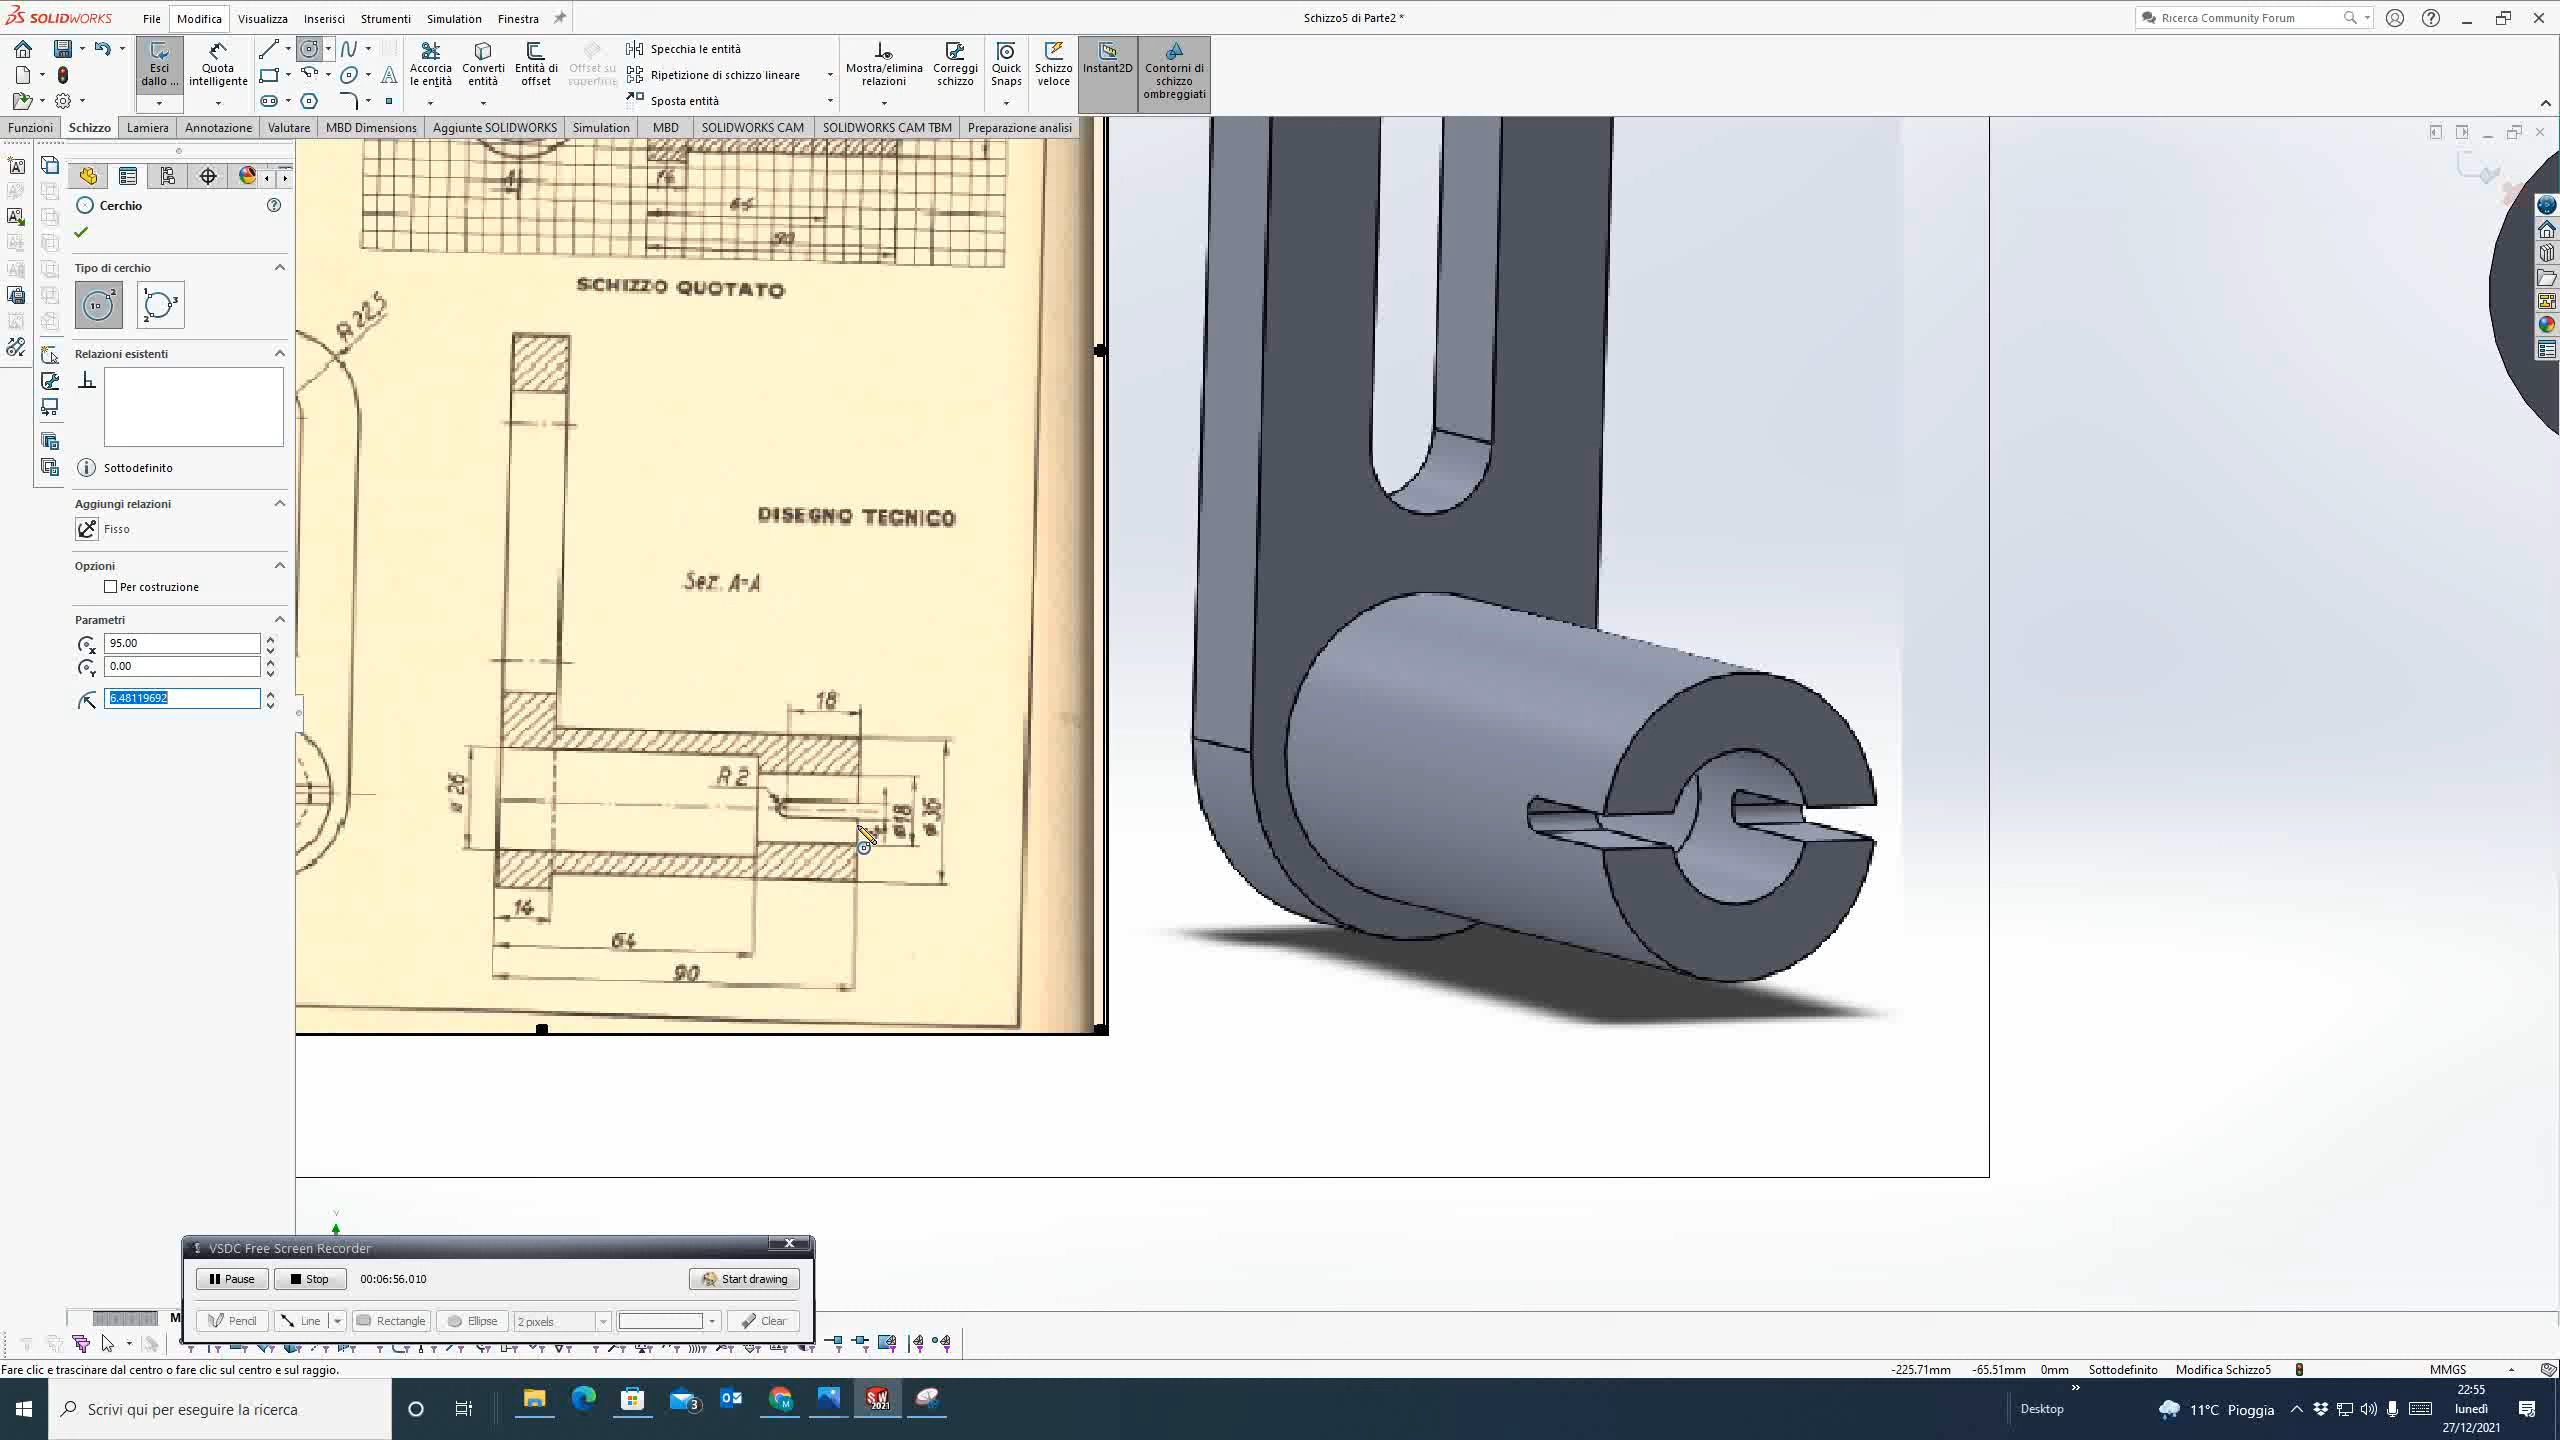 SOLIDWORKS File Modifica Visualizza Inserisci Strumenti Simulation Finestra Schizzo5 di Parte2 * Ricerca Community Forum
Esci dallo ...
Quota intelligente
Accorcia le entità
Converti entità
Entità di offset
Offset su superficie
Specchia le entità
Ripetizione di schizzo lineare
Sposta entità
Mostra/elimina relazioni
Correggi schizzo
Quick Snaps
Schizzo veloce
Instant2D
Contorni di schizzo ombreggiati
Funzioni Schizzo Lamiera Annotazione Valutare MBD Dimensions Aggiunte SOLIDWORKS Simulation MBD SOLIDWORKS CAM SOLIDWORKS CAM TBM Preparazione analisi
Cerchio
Tipo di cerchio
Relazioni esistenti
Sottodefinito
Aggiungi relazioni
Fisso
Opzioni
Per costruzione
Parametri
95.00
0.00
6.48119692
90
SCHIZZO QUOTATO
R 22,5
DISEGNO TECNICO
Sez. A-A
18
R 2
ø 26
ø18
ø 36
14
64
90
VSDC Free Screen Recorder
Pause Stop 00:06:56.010 Start drawing
Pencil Line Rectangle Ellipse 2 pixels Clear
Fare clic e trascinare dal centro o fare clic sul centro e sul raggio. -225.71mm -65.51mm 0mm Sottodefinito Modifica Schizzo5 MMGS
Scrivi qui per eseguire la ricerca
3
SW 2021
Desktop
11°C Pioggia
22:55
lunedì
27/12/2021